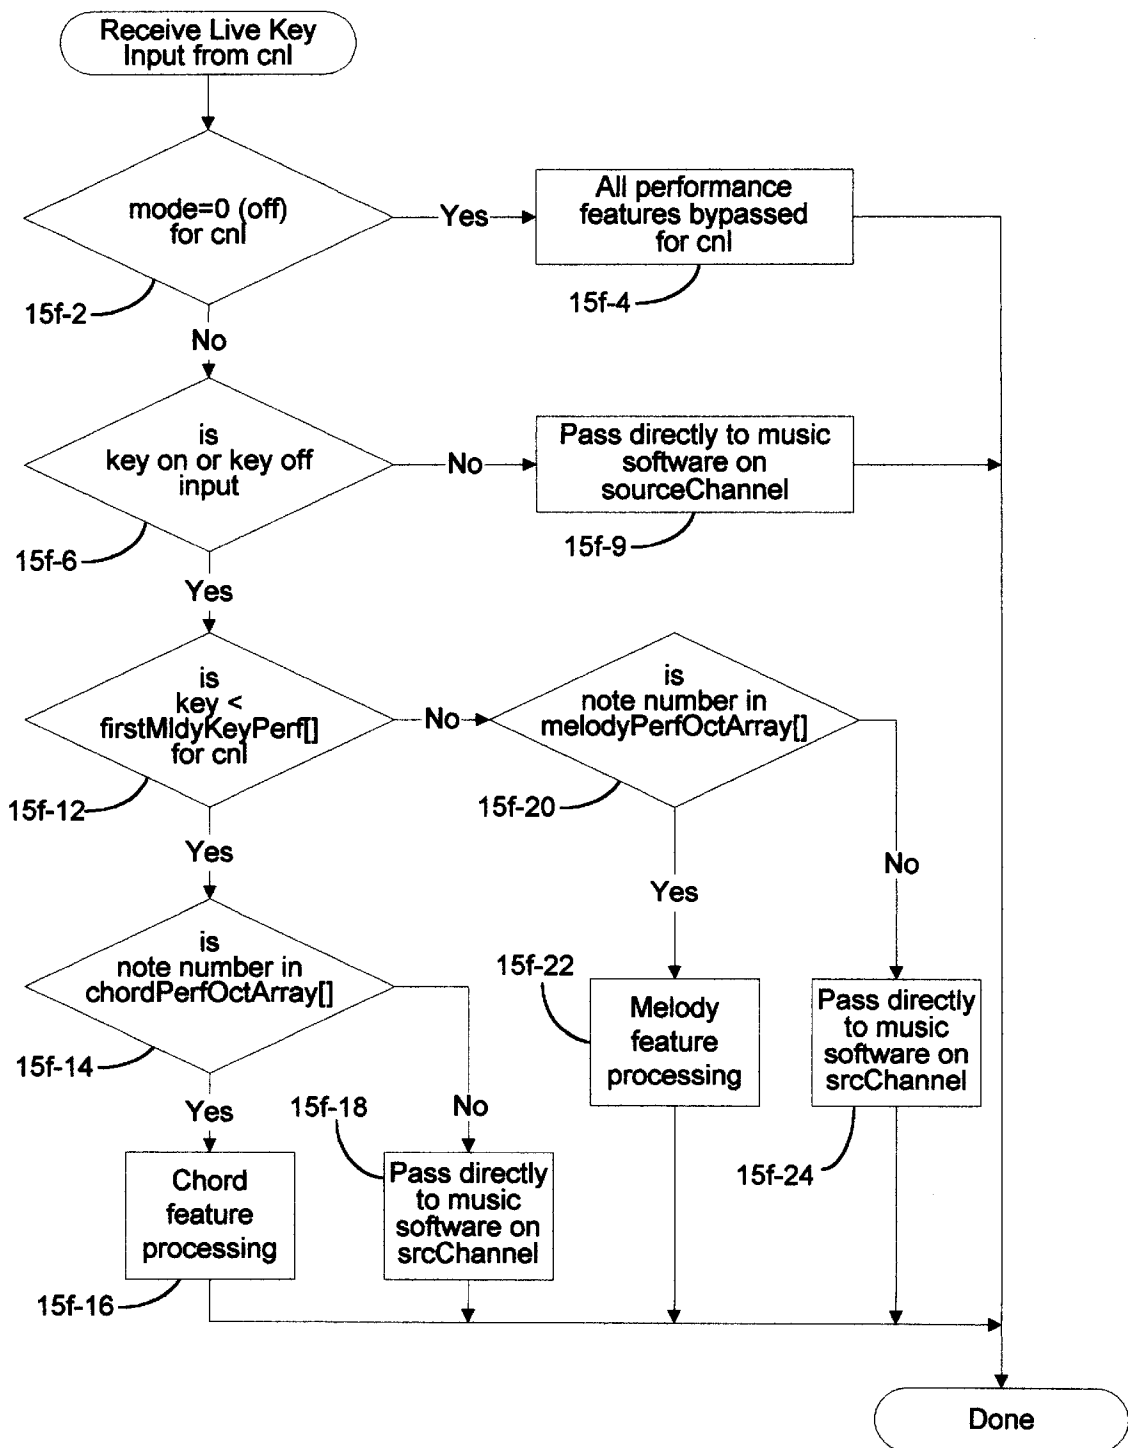 Receive Live Key
Input from cnl
mode=0 (off)
for cnl
Yes
All performance
features bypassed
for cnl
15f-2
15f-4
No
is
key on or key off
input
No
Pass directly to music
software on
sourceChannel
15f-6
15f-9
Yes
is
key <
firstMldyKeyPerf[]
for cnl
No
is
note number in
melodyPerfOctArray[]
15f-12
15f-20
Yes
Yes
No
is
note number in
chordPerfOctArray[]
15f-22
Melody
feature
processing
Pass directly
to music
software on
srcChannel
15f-14
Yes
15f-18
No
15f-24
Chord
feature
processing
Pass directly
to music
software on
srcChannel
15f-16
Done